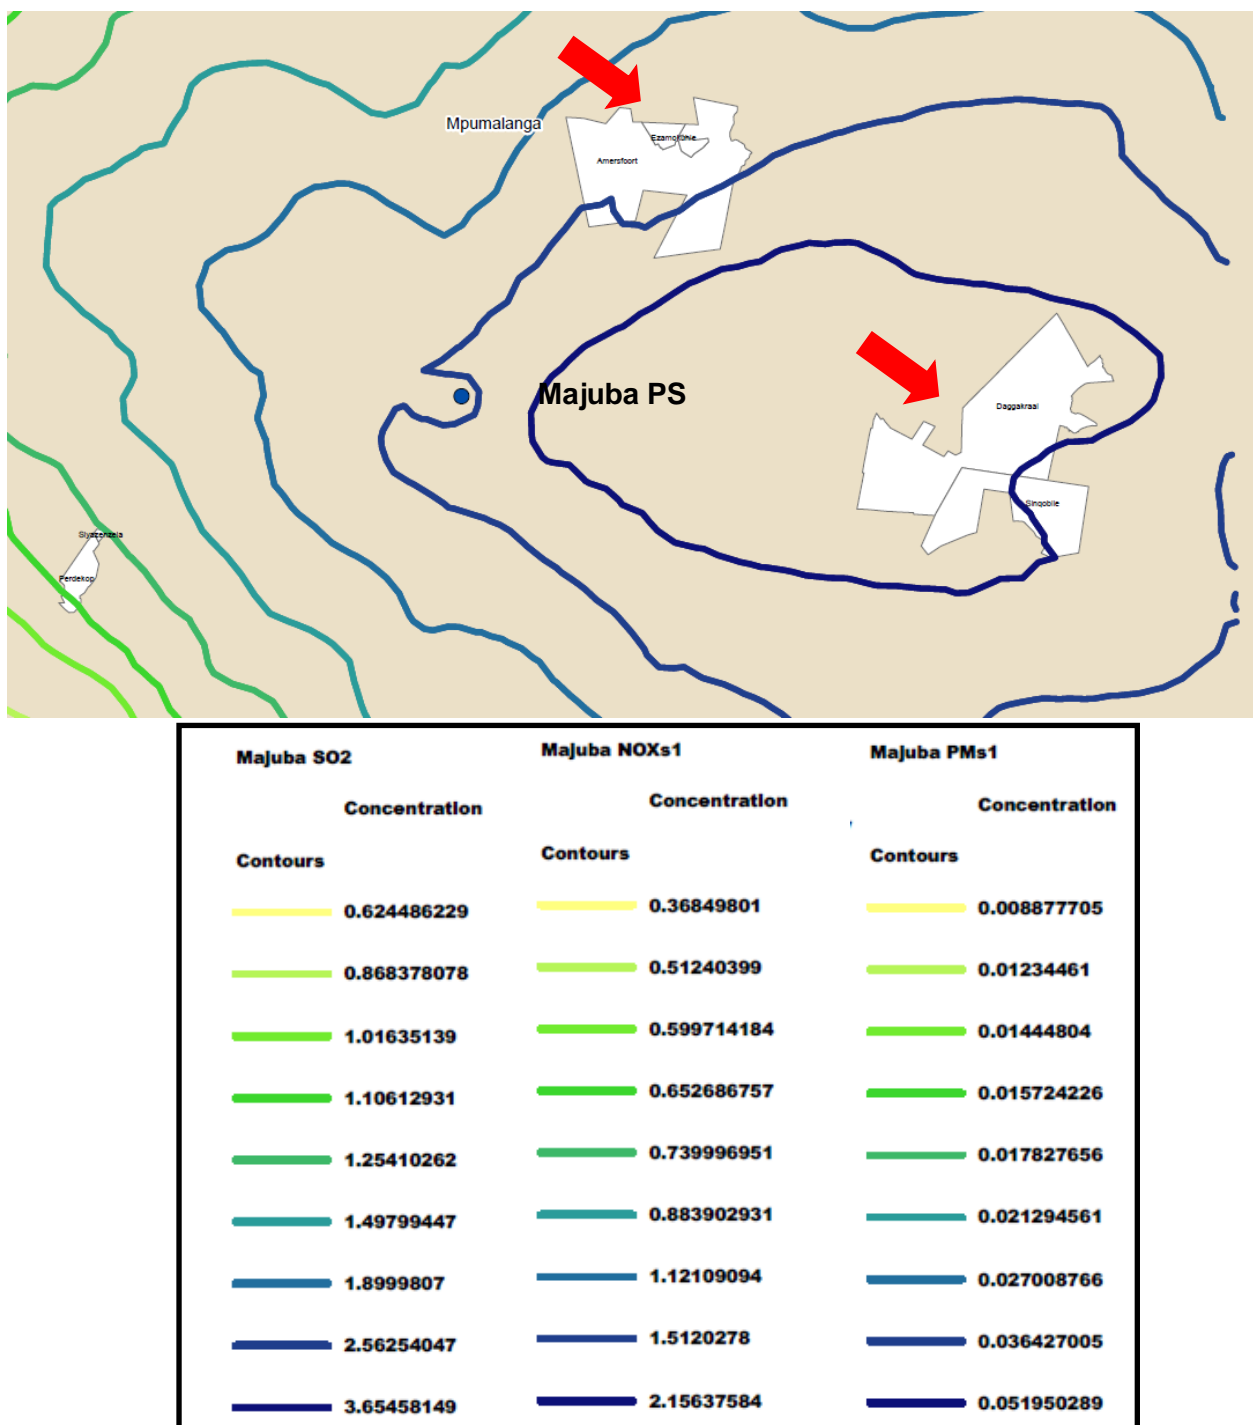 Mpumalanga
Ezamokuhle
Amersfoort
Majuba PS
Daggakraal
Sinqobile
Siyazenzela
Perdekop
Majuba SO2
Concentration
Contours
0.624486229
0.868378078
1.01635139
1.10612931
1.25410262
1.49799447
1.8999807
2.56254047
3.65458149
Majuba NOXs1
Concentration
Contours
0.36849801
0.51240399
0.599714184
0.652686757
0.739996951
0.883902931
1.12109094
1.5120278
2.15637584
Majuba PMs1
Concentration
Contours
0.008877705
0.01234461
0.01444804
0.015724226
0.017827656
0.021294561
0.027008766
0.036427005
0.051950289